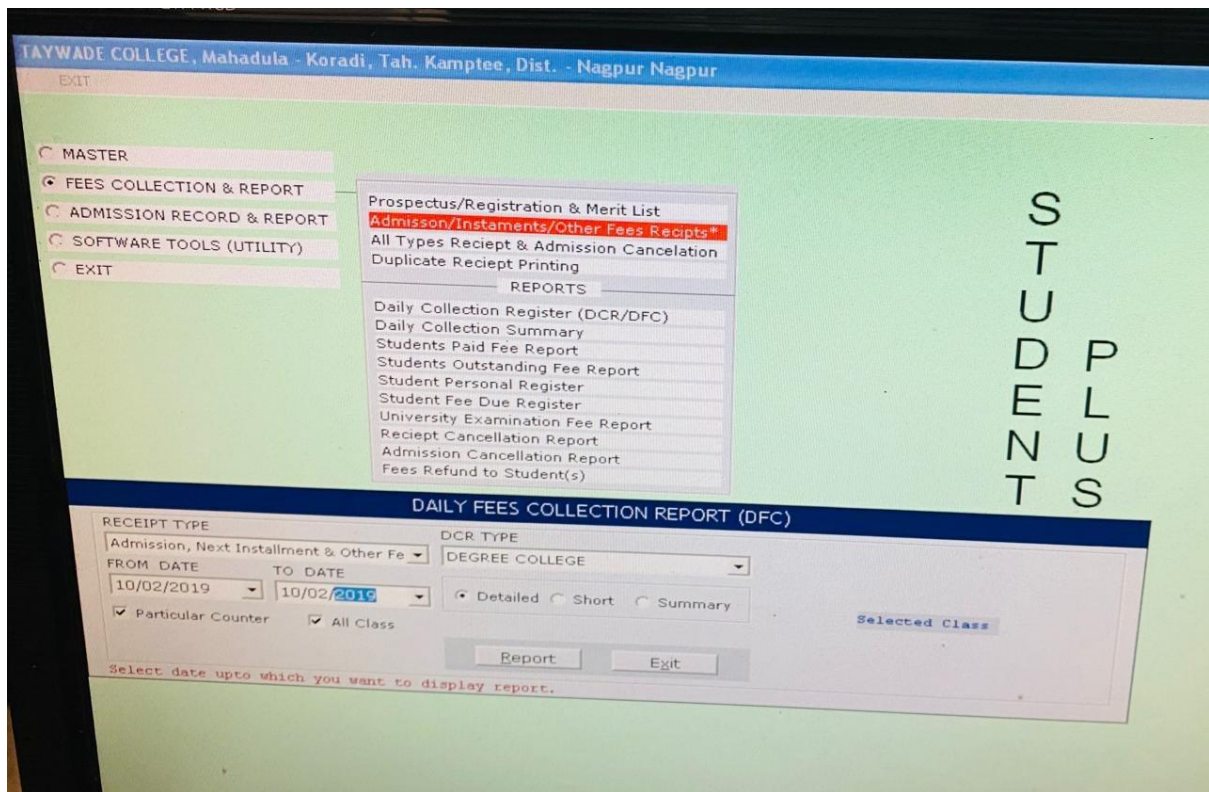 TAYWADE COLLEGE, Mahadula - Koradi, Tah. Kamptee, Dist. - Nagpur Nagpur
EXIT
MASTER
FEES COLLECTION & REPORT
ADMISSION RECORD & REPORT
SOFTWARE TOOLS (UTILITY)
EXIT
Prospectus/Registration & Merit List
Admisson/Instaments/Other Fees Recipts*
All Types Reciept & Admission Cancelation
Duplicate Reciept Printing
REPORTS
Daily Collection Register (DCR/DFC)
Daily Collection Summary
Students Paid Fee Report
Students Outstanding Fee Report
Student Personal Register
Student Fee Due Register
University Examination Fee Report
Reciept Cancellation Report
Admission Cancellation Report
Fees Refund to Student(s)
STUDENT
PLUS
DAILY FEES COLLECTION REPORT (DFC)
RECEIPT TYPE
Admission, Next Installment & Other Fe
DCR TYPE
DEGREE COLLEGE
FROM DATE
TO DATE
10/02/2019
10/02/2019
Detailed Short Summary
Particular Counter
All Class
Selected Class
Report
Exit
Select date upto which you want to display report.